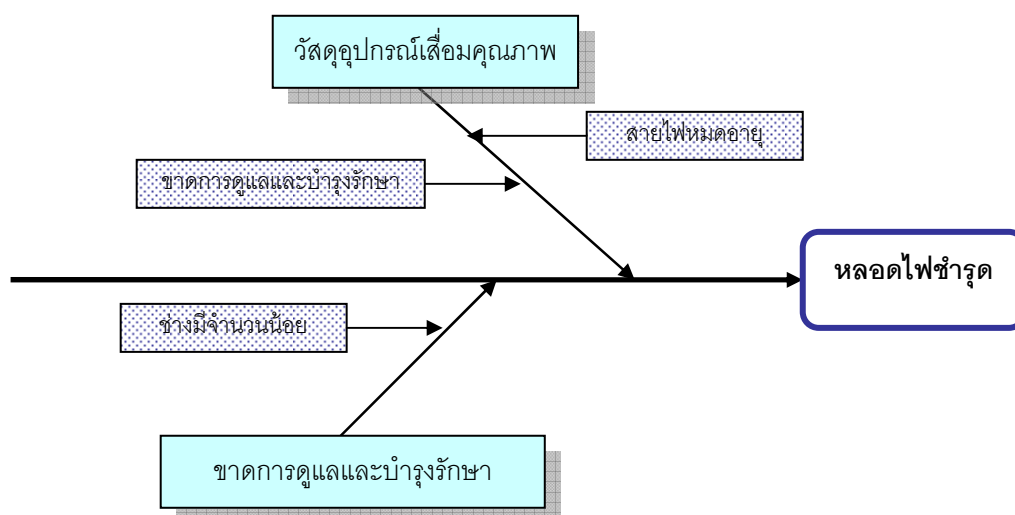 วัสดุอุปกรณ์เสื่อมคุณภาพ
สายไฟหมดอายุ
ขาดการดูแลและบำรุงรักษา
หลอดไฟชำรุด
ช่างมีจำนวนน้อย
ขาดการดูแลและบำรุงรักษา